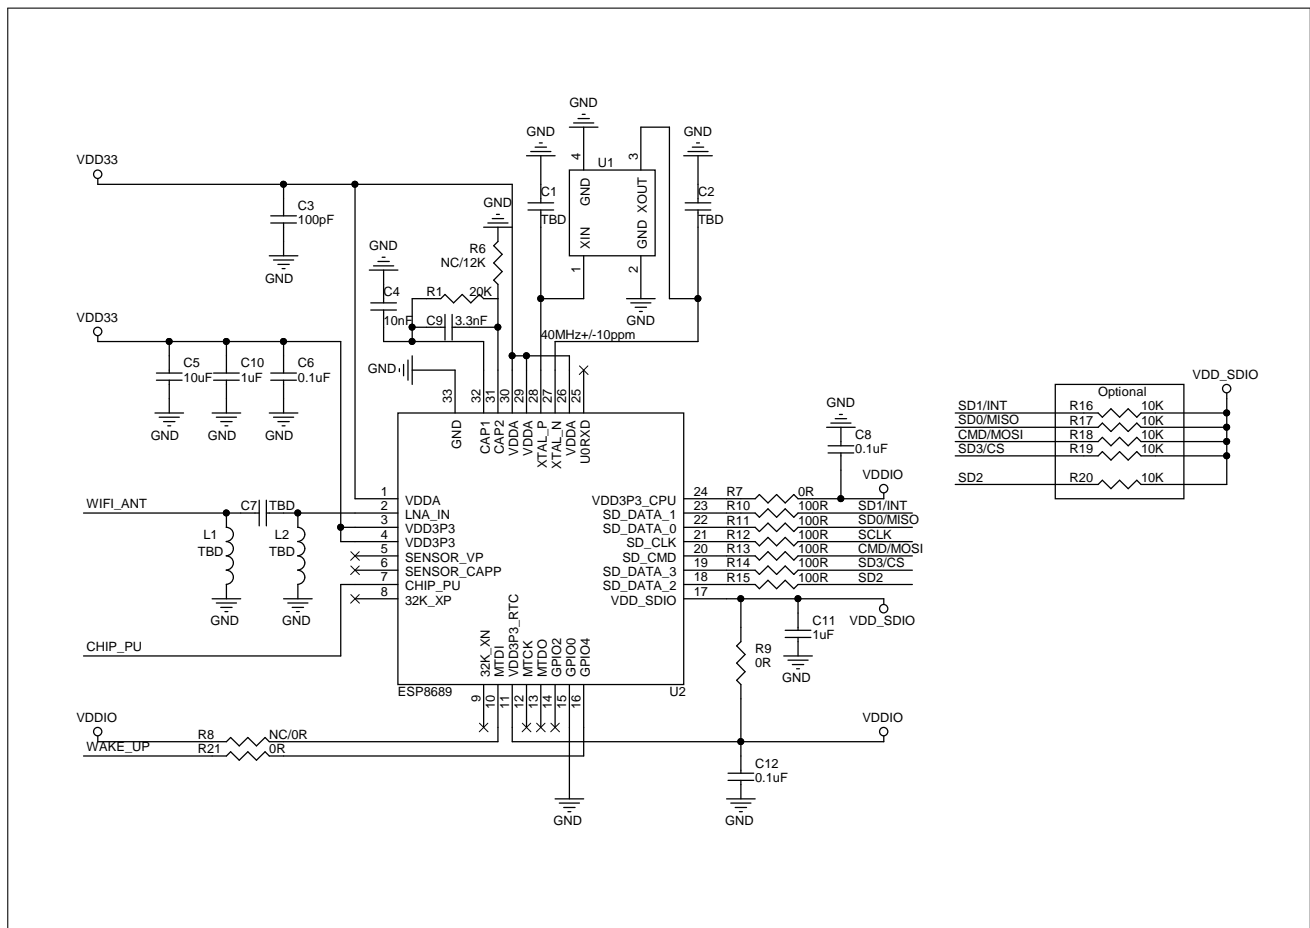 GND
GND
GND
VDD33
U1
4
3
GND
XOUT
XIN
GND
1
2
C1
TBD
C2
TBD
C3
100pF
GND
GND
R6
NC/12K
GND
GND
C4
10nF
R1
20K
C9
3.3nF
40MHz+/-10ppm
VDD33
C5
10uF
C10
1uF
C6
0.1uF
GND
GND
GND
GND
33
32
31
30
29
28
27
26
25
GND
CAP1
CAP2
VDDA
VDDA
XTAL_P
XTAL_N
VDDA
U0RXD
VDD_SDIO
Optional
SD1/INT
R16
10K
SD0/MISO
R17
10K
CMD/MOSI
R18
10K
SD3/CS
R19
10K
SD2
R20
10K
GND
C8
0.1uF
VDDIO
WIFI_ANT
C7
TBD
L1
TBD
L2
TBD
GND
GND
CHIP_PU
1
VDDA
2
LNA_IN
3
VDD3P3
4
VDD3P3
5
SENSOR_VP
6
SENSOR_CAPP
7
CHIP_PU
8
32K_XP
VDD3P3_CPU
24
R7
0R
SD_DATA_1
23
R10
100R
SD1/INT
SD_DATA_0
22
R11
100R
SD0/MISO
SD_CLK
21
R12
100R
SCLK
SD_CMD
20
R13
100R
CMD/MOSI
SD_DATA_3
19
R14
100R
SD3/CS
SD_DATA_2
18
R15
100R
SD2
VDD_SDIO
17
VDD_SDIO
C11
1uF
GND
R9
0R
32K_XN
MTDI
VDD3P3_RTC
MTCK
MTDO
GPIO2
GPIO0
GPIO4
ESP8689
U2
9
10
11
12
13
14
15
16
VDDIO
R8
NC/0R
WAKE_UP
R21
0R
VDDIO
C12
0.1uF
GND
GND